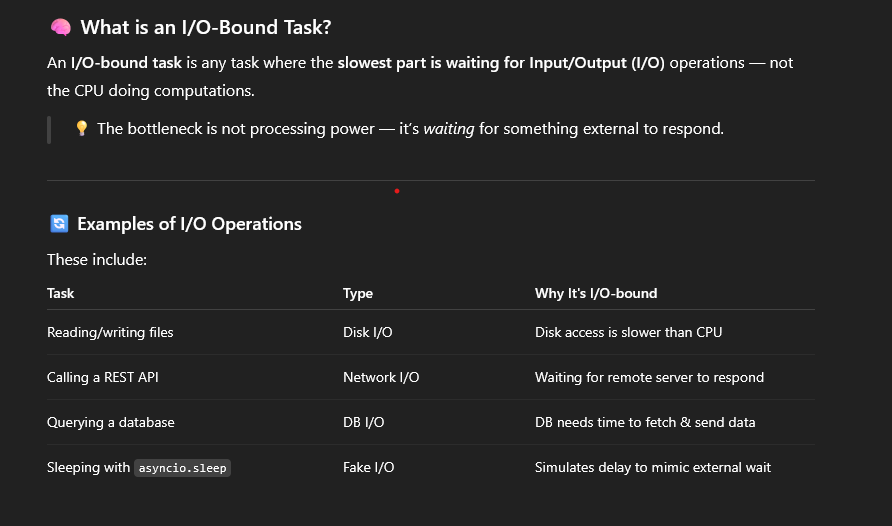 🧠 What is an I/O-Bound Task?
An I/O-bound task is any task where the slowest part is waiting for Input/Output (I/O) operations — not
the CPU doing computations.
💡 The bottleneck is not processing power — it’s waiting for something external to respond.
🔄 Examples of I/O Operations
These include:
Task Type Why It's I/O-bound
Reading/writing files Disk I/O Disk access is slower than CPU
Calling a REST API Network I/O Waiting for remote server to respond
Querying a database DB I/O DB needs time to fetch & send data
Sleeping with asyncio.sleep Fake I/O Simulates delay to mimic external wait